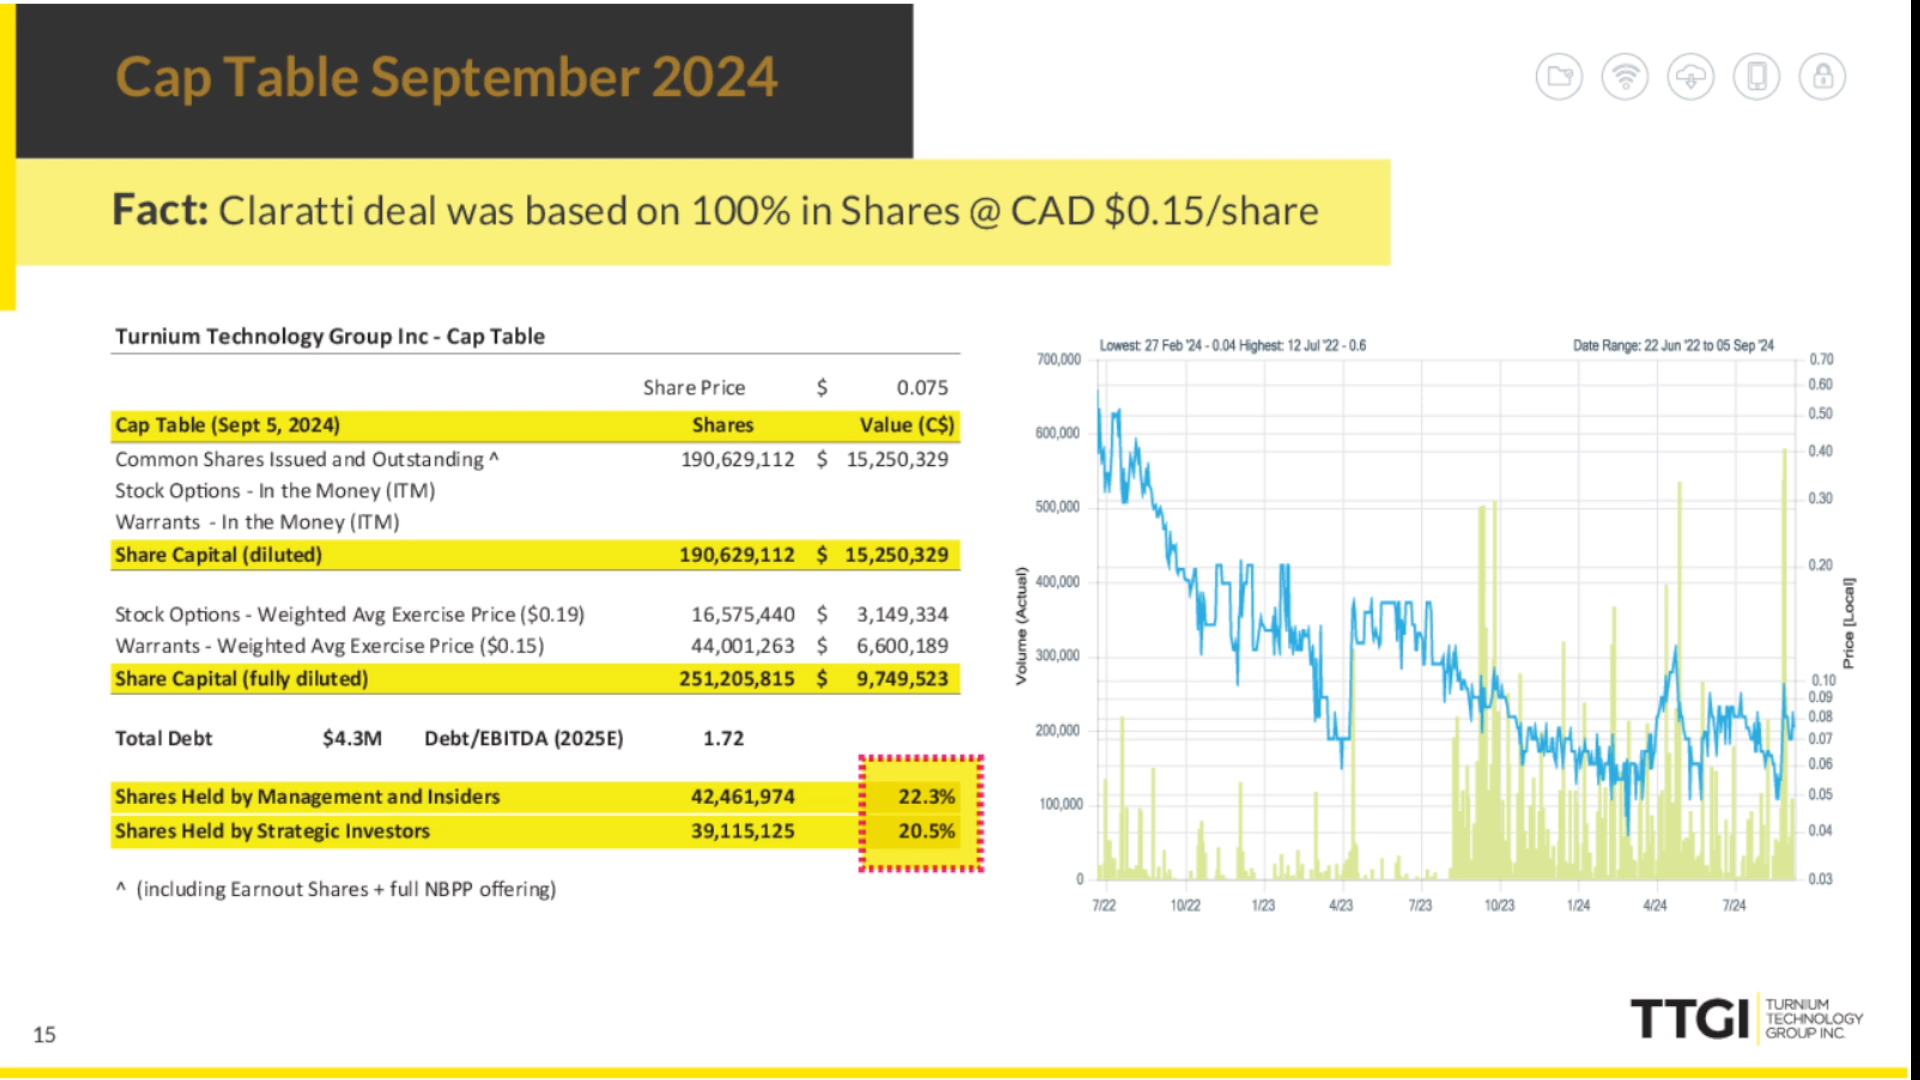 Cap Table September 2024
Fact: Claratti deal was based on 100% in Shares @ CAD $0.15/share
Turnium Technology Group Inc - Cap Table
Share Price $ 0.075
Cap Table (Sept 5, 2024) Shares Value (C$)
Common Shares Issued and Outstanding ^ 190,629,112 $ 15,250,329
Stock Options - In the Money (ITM)
Warrants - In the Money (ITM)
Share Capital (diluted) 190,629,112 $ 15,250,329
Stock Options - Weighted Avg Exercise Price ($0.19) 16,575,440 $ 3,149,334
Warrants - Weighted Avg Exercise Price ($0.15) 44,001,263 $ 6,600,189
Share Capital (fully diluted) 251,205,815 $ 9,749,523
Total Debt $4.3M Debt/EBITDA (2025E) 1.72
Shares Held by Management and Insiders 42,461,974 22.3%
Shares Held by Strategic Investors 39,115,125 20.5%
^ (including Earnout Shares + full NBPP offering)
Lowest: 27 Feb '24 - 0.04 Highest: 12 Jul '22 - 0.6 Date Range: 22 Jun '22 to 05 Sep '24
Volume (Actual)
700,000
600,000
500,000
400,000
300,000
200,000
100,000
0
0.70
0.60
0.50
0.40
0.30
0.20
0.10
0.09
0.08
0.07
0.06
0.05
0.04
0.03
Price [Local]
7/22 10/22 1/23 4/23 7/23 10/23 1/24 4/24 7/24
15
TTGI
TURNIUM
TECHNOLOGY
GROUP INC.